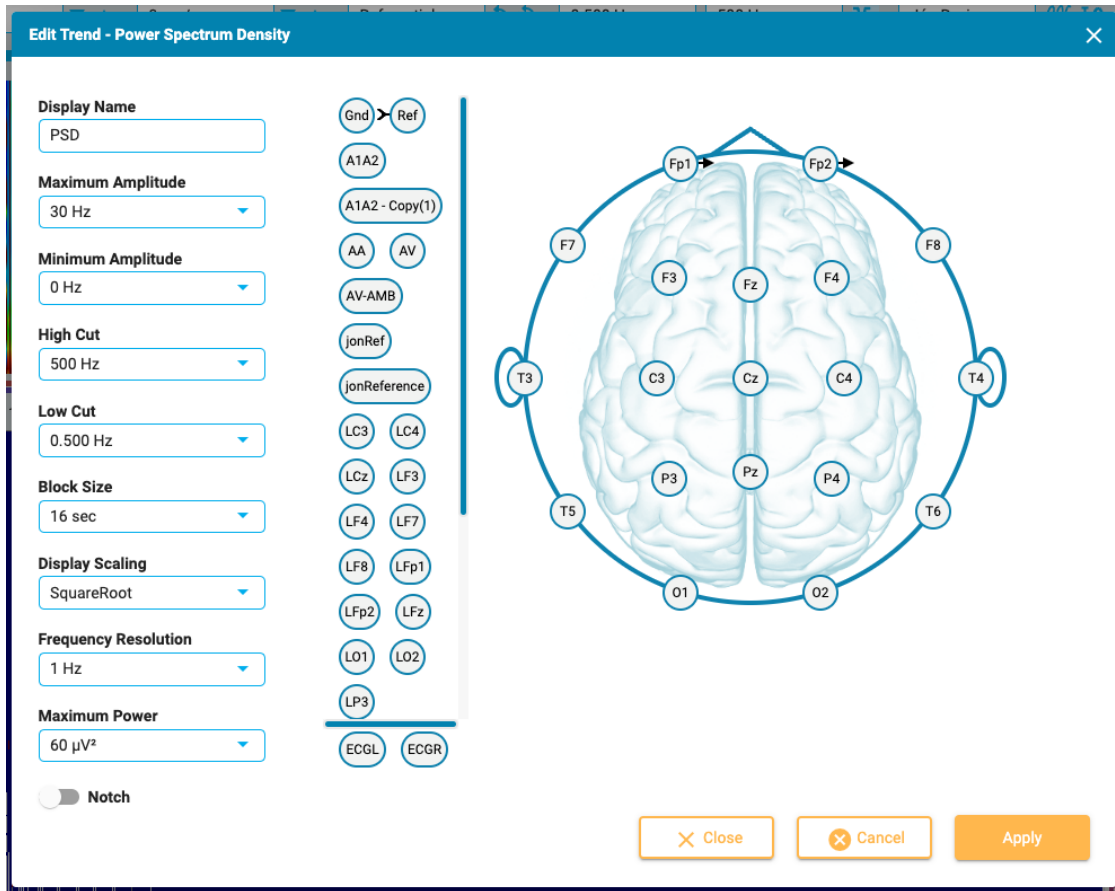 Edit Trend - Power Spectrum Density
Display Name
PSD
Maximum Amplitude
30 Hz
Minimum Amplitude
0 Hz
High Cut
500 Hz
Low Cut
0.500 Hz
Block Size
16 sec
Display Scaling
SquareRoot
Frequency Resolution
1 Hz
Maximum Power
60 µV²
Notch
Gnd Ref
A1A2
A1A2 - Copy(1)
AA AV
AV-AMB
jonRef
jonReference
LC3 LC4
LCz LF3
LF4 LF7
LF8 LFp1
LFp2 LFz
LO1 LO2
LP3
ECGL ECGR
Fp1 Fp2
F7 F8
F3 Fz F4
T3 C3 Cz C4 T4
P3 Pz P4
T5 T6
O1 O2
Close Cancel Apply